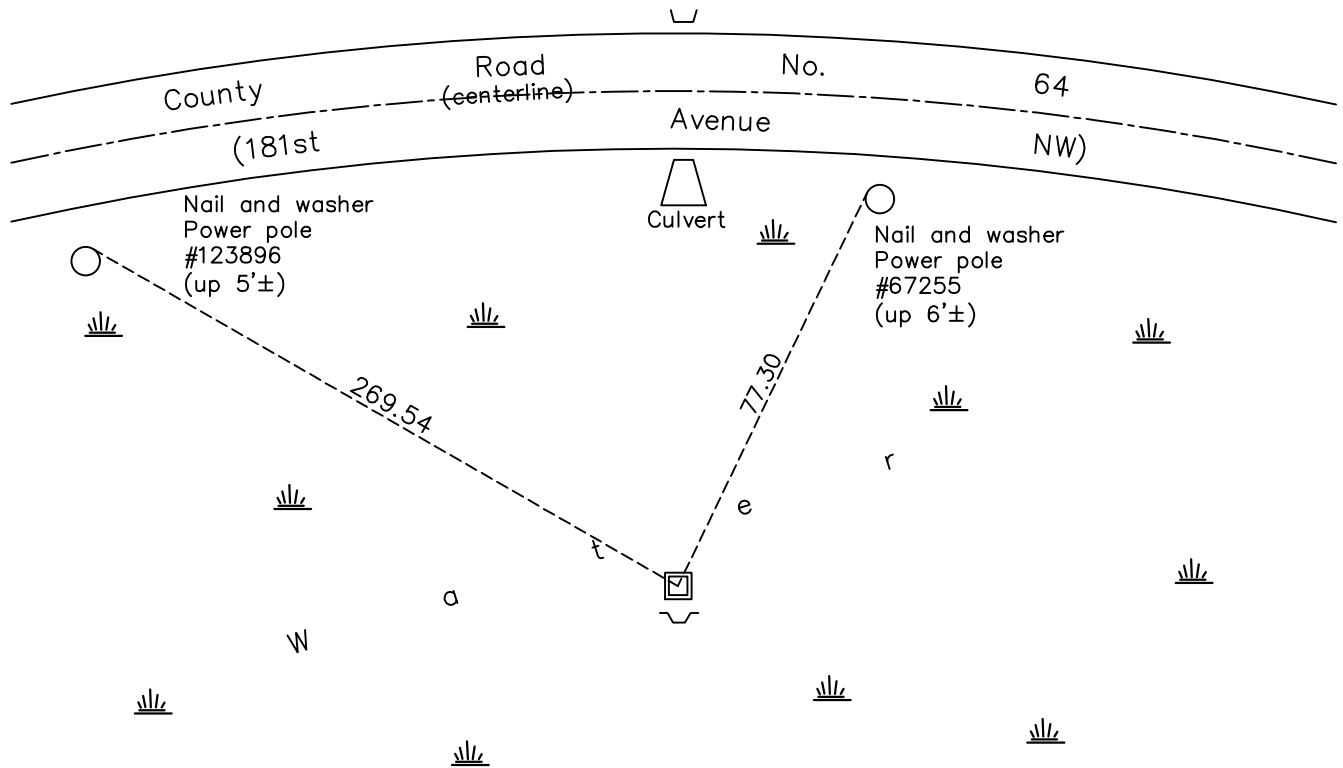 County Road No. 64
(centerline)
(181st Avenue NW)
Nail and washer
Power pole
#123896
(up 5'±)
Culvert
Nail and washer
Power pole
#67255
(up 6'±)
269.54
77.30
Water